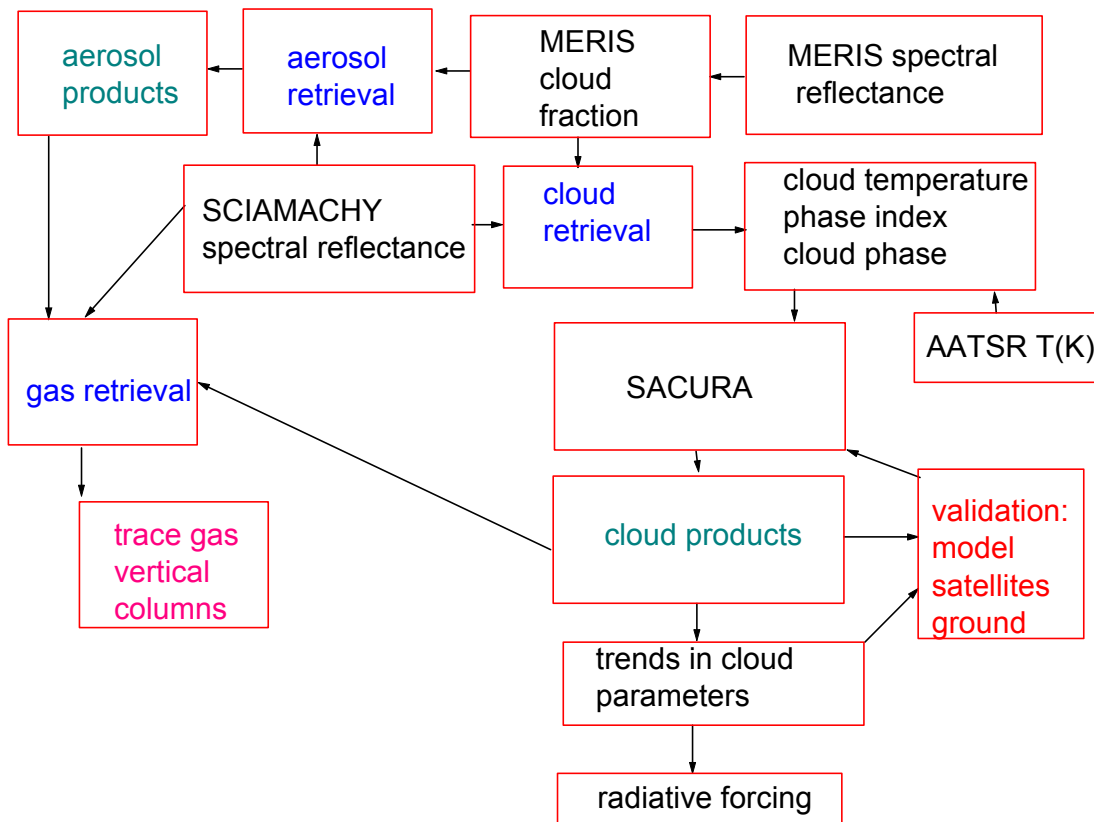 aerosol
products
aerosol
retrieval
MERIS
cloud
fraction
MERIS spectral
reflectance
SCIAMACHY
spectral reflectance
cloud
retrieval
cloud temperature
phase index
cloud phase
AATSR T(K)
gas retrieval
SACURA
trace gas
vertical
columns
cloud products
validation:
model
satellites
ground
trends in cloud
parameters
radiative forcing